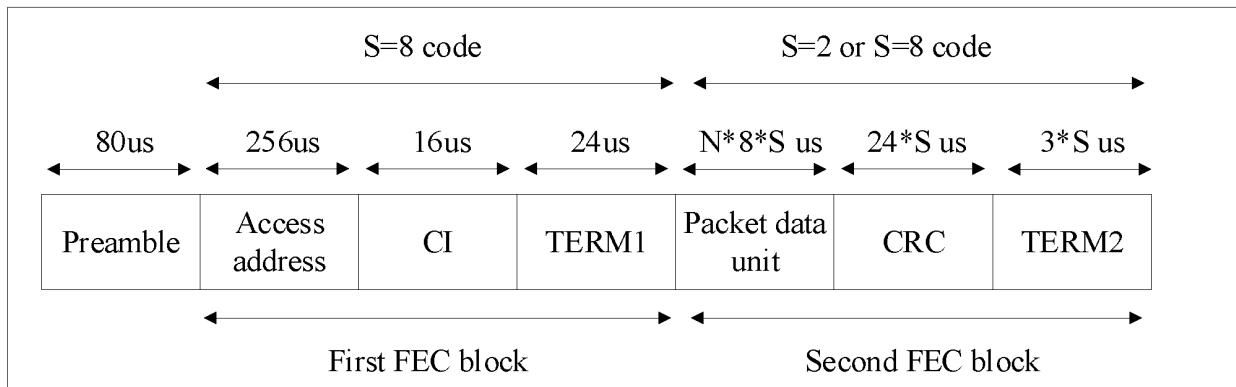 S=8 code
S=2 or S=8 code
80us
256us
16us
24us
N*8*S us
24*S us
3*S us
Preamble
Access
address
CI
TERM1
Packet data
unit
CRC
TERM2
First FEC block
Second FEC block